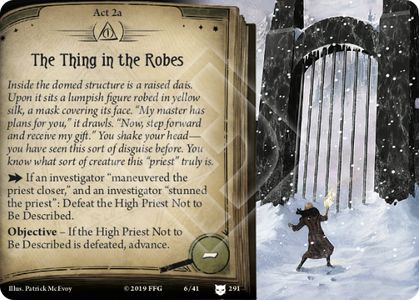 Act 2a
The Thing in the Robes
Inside the domed structure is a raised dais.
Upon it sits a lumpish figure robed in yellow
silk, a mask covering its face. "My master has
plans for you," it drawls. "Now, step forward
and receive my gift." You shake your head—
you have seen this sort of disguise before. You
know what sort of creature this "priest" truly is.
If an investigator "maneuvered the
priest closer," and an investigator "stunned
the priest": Defeat the High Priest Not to
Be Described.
Objective – If the High Priest Not to
Be Described is defeated, advance.
–
Illus. Patrick McEvoy
© 2019 FFG
6/41
291